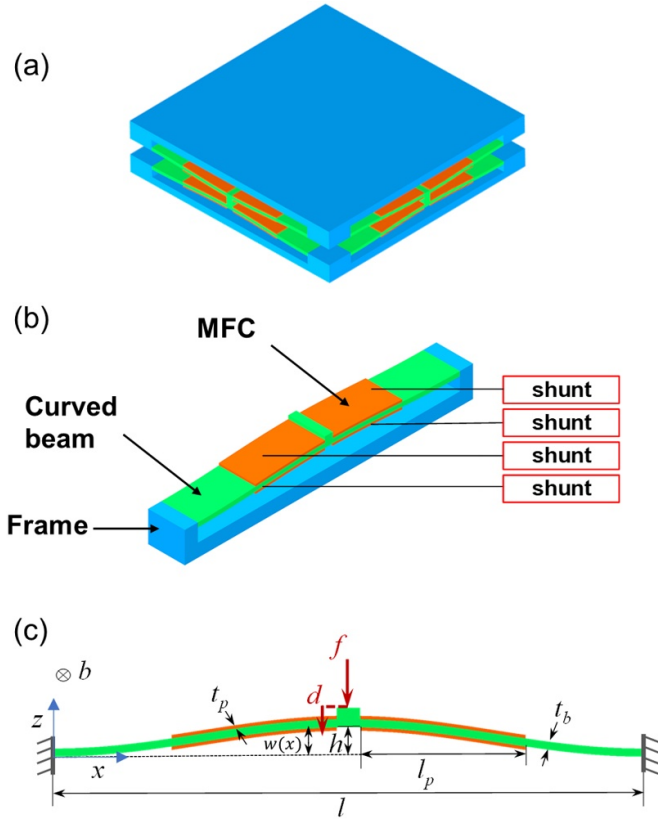 (a)
(b)
MFC
shunt
Curved
beam
shunt
shunt
shunt
Frame
(c)
f
⊗ b
d
t_p
t_b
z
w(x)
h
x
l_p
l